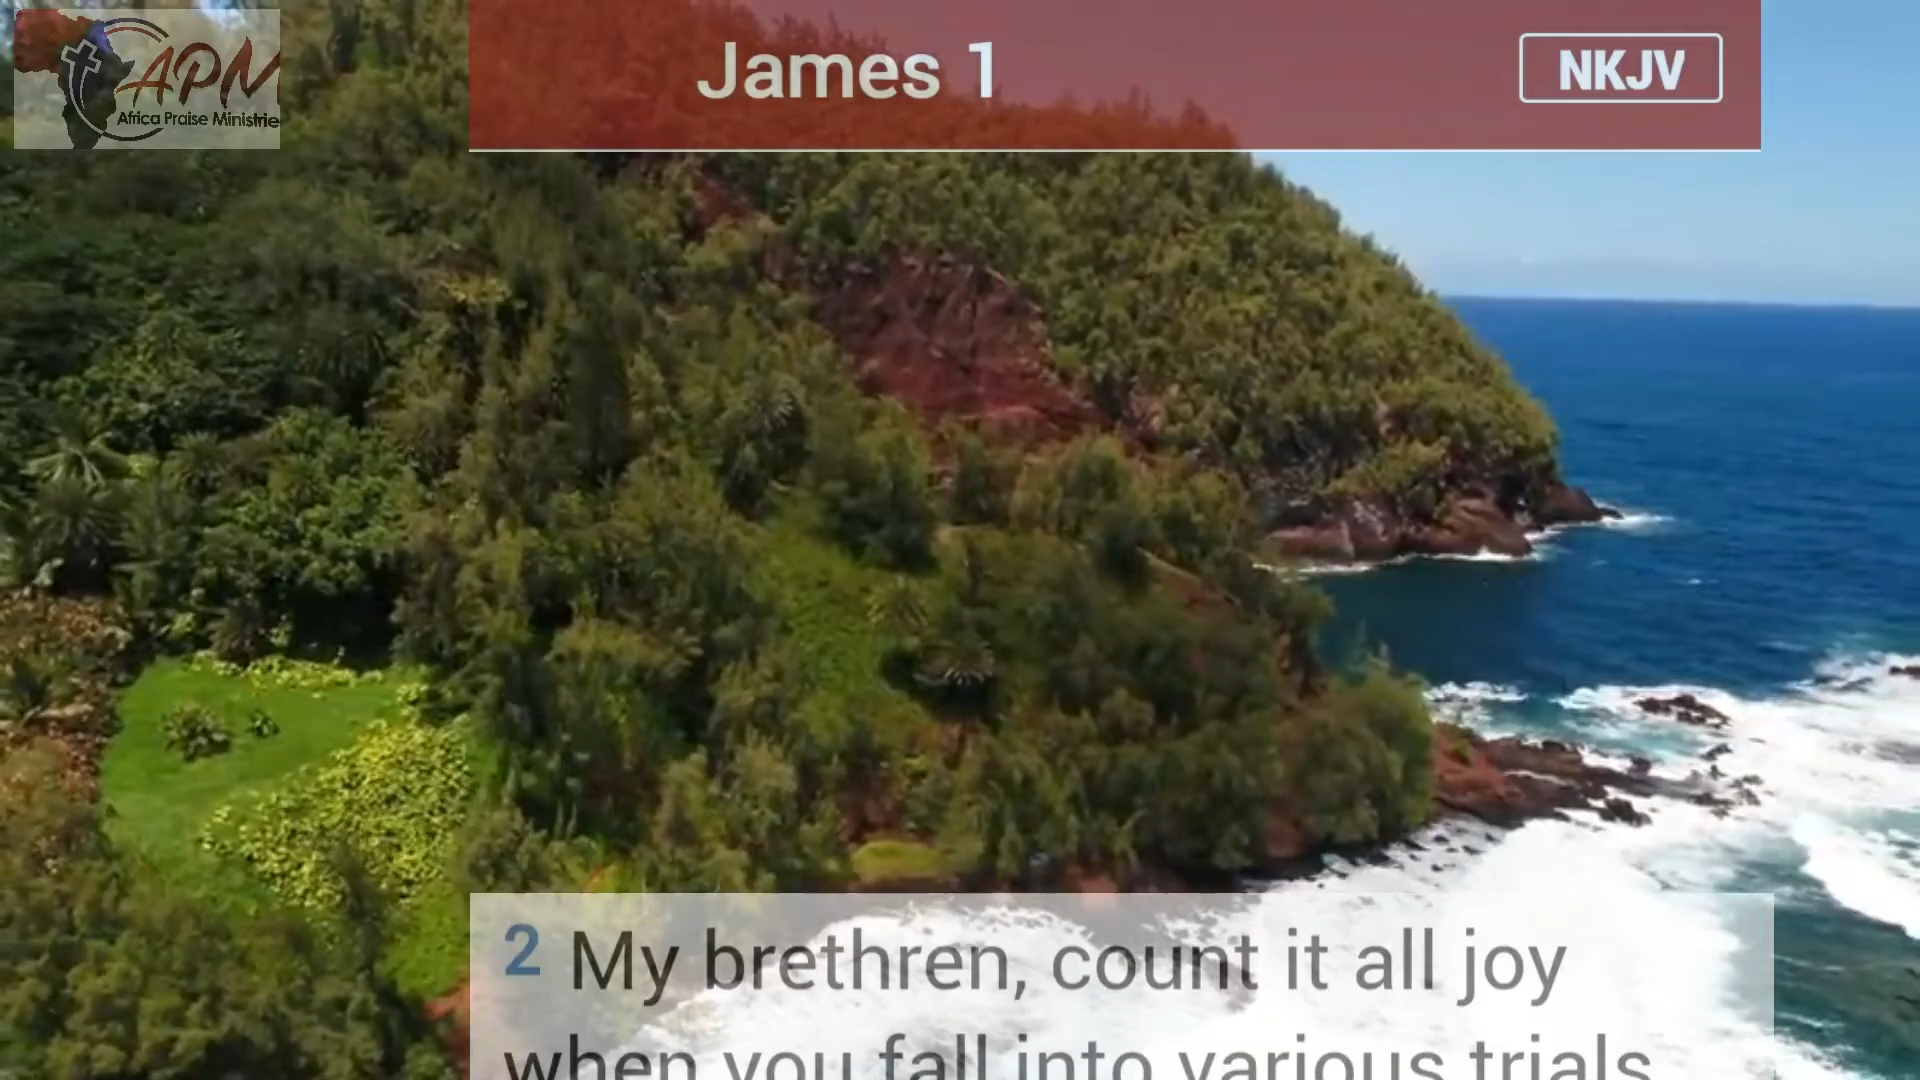 APM
Africa Praise Ministrie
James 1
NKJV
2 My brethren, count it all joy
when you fall into various trials